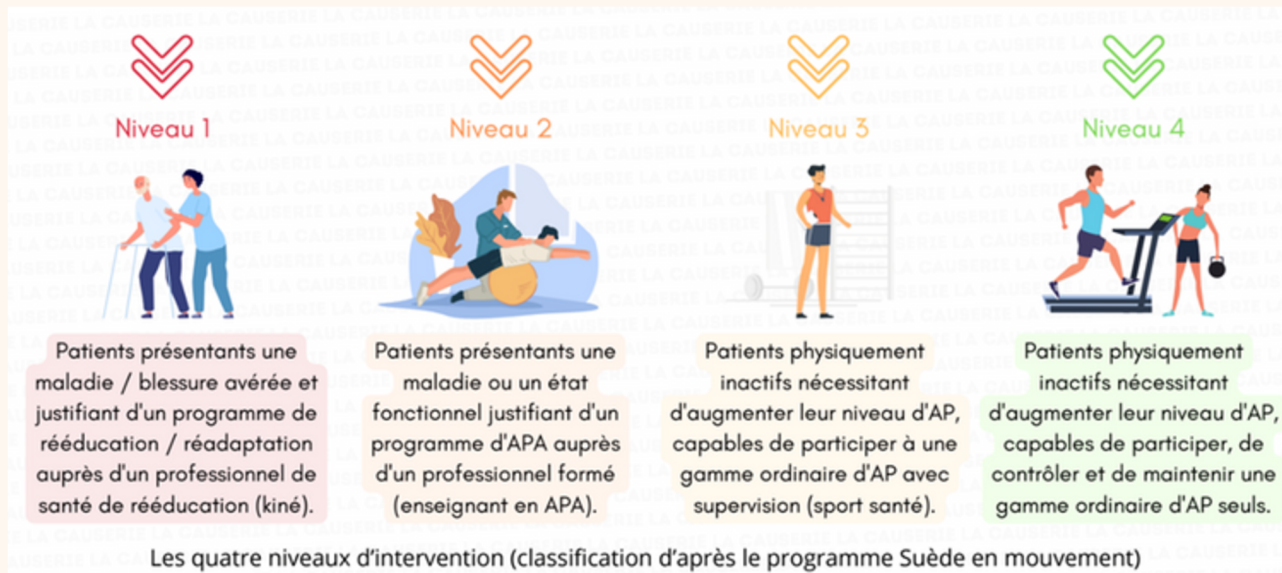 Niveau 1
Patients présentants une
maladie / blessure avérée et
justifiant d'un programme de
rééducation / réadaptation
auprès d'un professionnel de
santé de rééducation (kiné).
Niveau 2
Patients présentants une
maladie ou un état
fonctionnel justifiant d'un
programme d'APA auprès
d'un professionnel formé
(enseignant en APA).
Niveau 3
Patients physiquement
inactifs nécessitant
d'augmenter leur niveau d'AP,
capables de participer à une
gamme ordinaire d'AP avec
supervision (sport santé).
Niveau 4
Patients physiquement
inactifs nécessitant
d'augmenter leur niveau d'AP,
capables de participer, de
contrôler et de maintenir une
gamme ordinaire d'AP seuls.
Les quatre niveaux d'intervention (classification d'après le programme Suède en mouvement)